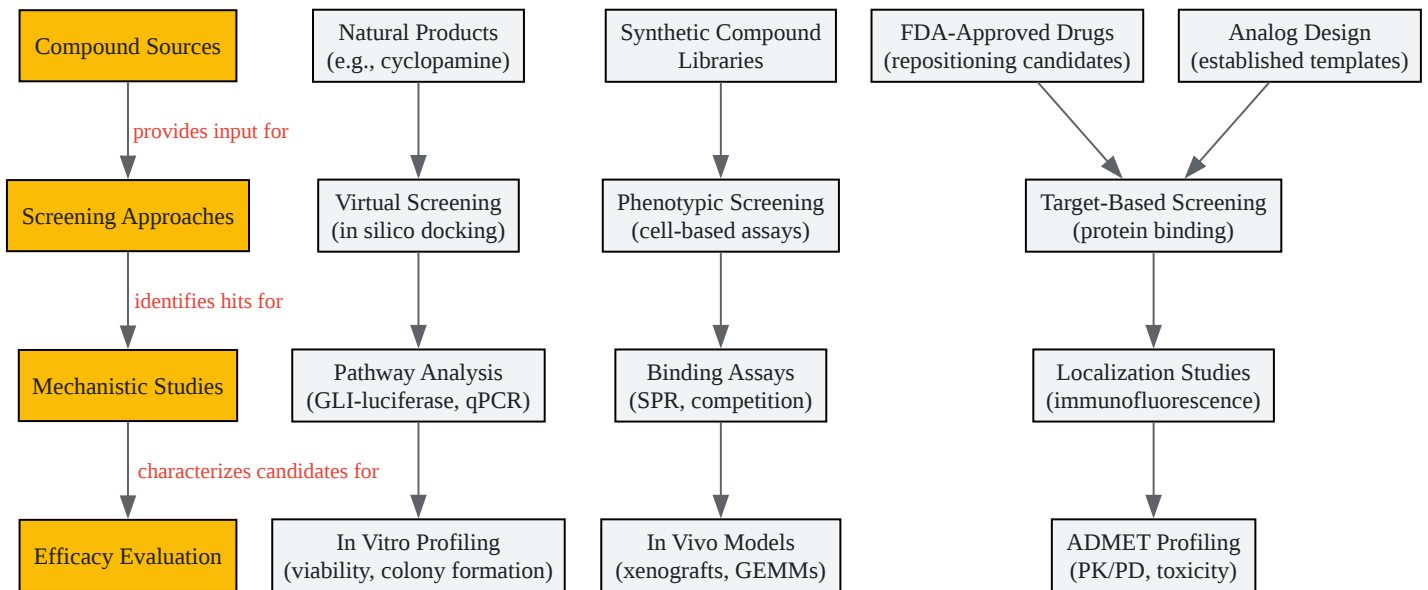 Compound Sources
Natural Products
(e.g., cyclopamine)
Synthetic Compound
Libraries
FDA-Approved Drugs
(repositioning candidates)
Analog Design
(established templates)
provides input for
Screening Approaches
Virtual Screening
(in silico docking)
Phenotypic Screening
(cell-based assays)
Target-Based Screening
(protein binding)
identifies hits for
Mechanistic Studies
Pathway Analysis
(GLI-luciferase, qPCR)
Binding Assays
(SPR, competition)
Localization Studies
(immunofluorescence)
characterizes candidates for
Efficacy Evaluation
In Vitro Profiling
(viability, colony formation)
In Vivo Models
(xenografts, GEMMs)
ADMET Profiling
(PK/PD, toxicity)